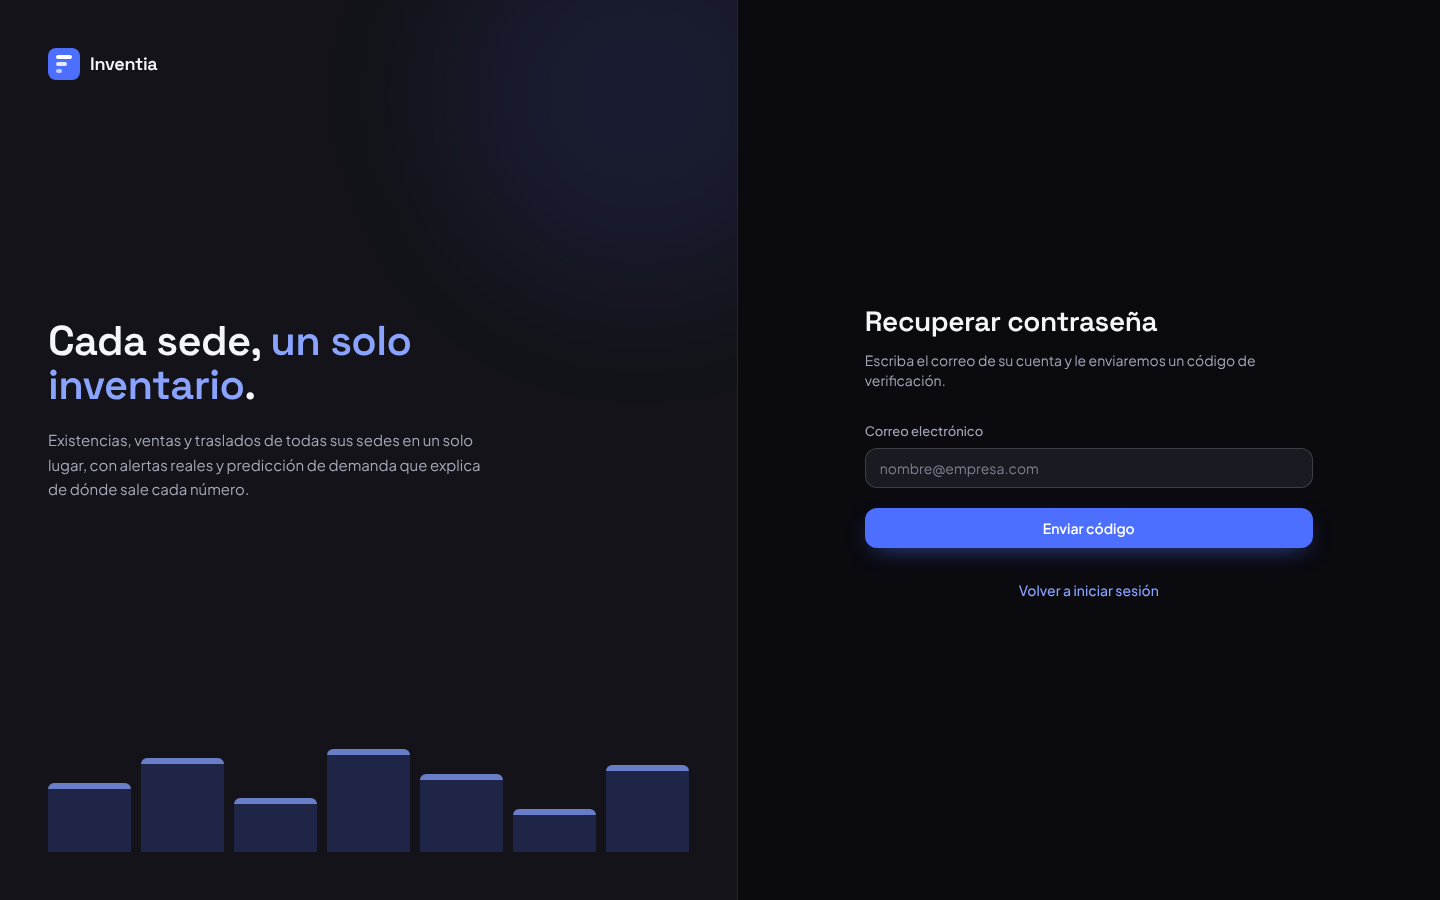 Inventia
Cada sede, un solo
inventario.
Existencias, ventas y traslados de todas sus sedes en un solo
lugar, con alertas reales y predicción de demanda que explica
de dónde sale cada número.
Recuperar contraseña
Escriba el correo de su cuenta y le enviaremos un código de
verificación.
Correo electrónico
nombre@empresa.com
Enviar código
Volver a iniciar sesión